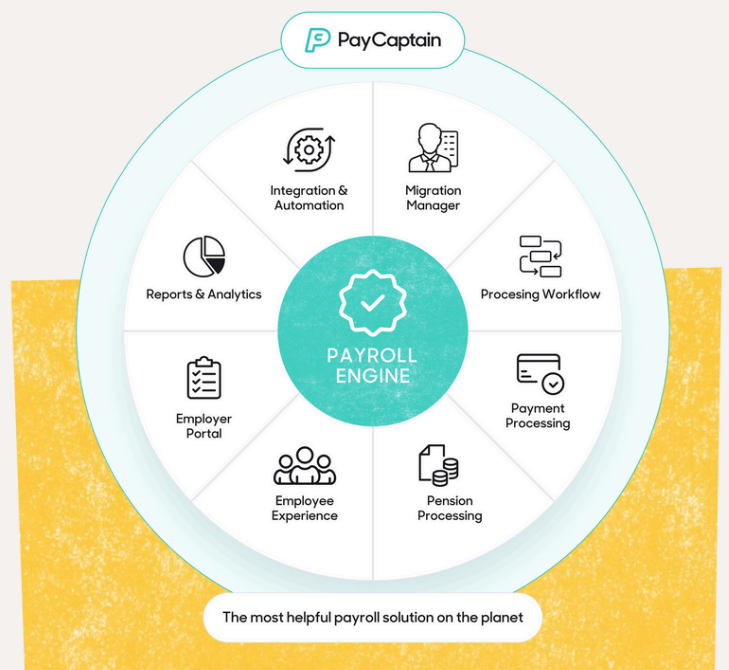 PayCaptain
Integration &
Automation
Migration
Manager
Reports & Analytics
Procesing Workflow
PAYROLL
ENGINE
Employer
Portal
Payment
Processing
Employee
Experience
Pension
Processing
The most helpful payroll solution on the planet